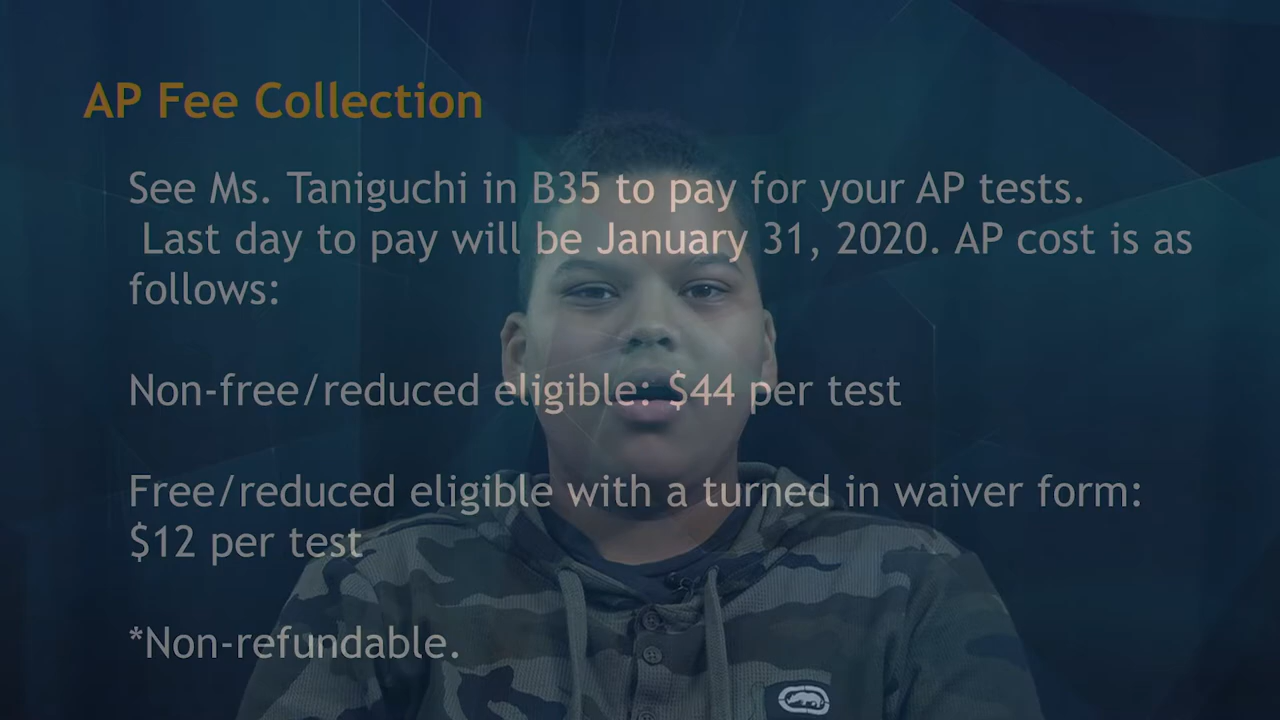 AP Fee Collection
See Ms. Taniguchi in B35 to pay for your AP tests.
Last day to pay will be January 31, 2020. AP cost is as
follows:
Non-free/reduced eligible: $44 per test
Free/reduced eligible with a turned in waiver form:
$12 per test
*Non-refundable.